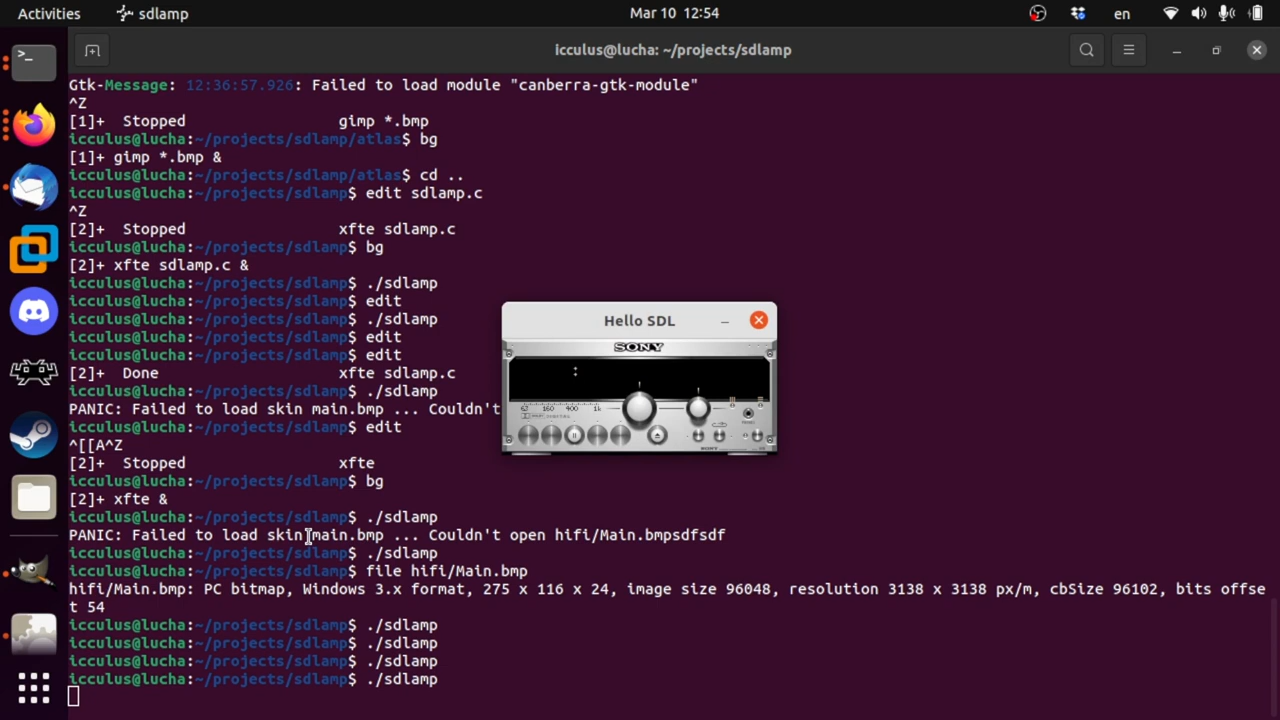 Activities
sdlamp
Mar 10 12:54
en
icculus@lucha: ~/projects/sdlamp
Gtk-Message: 12:36:57.926: Failed to load module "canberra-gtk-module"
^Z
[1]+  Stopped                 gimp *.bmp
icculus@lucha:~/projects/sdlamp/atlas$ bg
[1]+ gimp *.bmp &
icculus@lucha:~/projects/sdlamp/atlas$ cd ..
icculus@lucha:~/projects/sdlamp$ edit sdlamp.c
^Z
[2]+  Stopped                 xfte sdlamp.c
icculus@lucha:~/projects/sdlamp$ bg
[2]+ xfte sdlamp.c &
icculus@lucha:~/projects/sdlamp$ ./sdlamp
icculus@lucha:~/projects/sdlamp$ edit
icculus@lucha:~/projects/sdlamp$ ./sdlamp
icculus@lucha:~/projects/sdlamp$ edit
icculus@lucha:~/projects/sdlamp$ edit
[2]+  Done                    xfte sdlamp.c
icculus@lucha:~/projects/sdlamp$ ./sdlamp
PANIC: Failed to load skin main.bmp ... Couldn't
icculus@lucha:~/projects/sdlamp$ edit
^[[A^Z
[2]+  Stopped                 xfte
icculus@lucha:~/projects/sdlamp$ bg
[2]+ xfte &
icculus@lucha:~/projects/sdlamp$ ./sdlamp
PANIC: Failed to load skin main.bmp ... Couldn't open hifi/Main.bmpsdfsdf
icculus@lucha:~/projects/sdlamp$ ./sdlamp
icculus@lucha:~/projects/sdlamp$ file hifi/Main.bmp
hifi/Main.bmp: PC bitmap, Windows 3.x format, 275 x 116 x 24, image size 96048, resolution 3138 x 3138 px/m, cbSize 96102, bits offse
t 54
icculus@lucha:~/projects/sdlamp$ ./sdlamp
icculus@lucha:~/projects/sdlamp$ ./sdlamp
icculus@lucha:~/projects/sdlamp$ ./sdlamp
icculus@lucha:~/projects/sdlamp$ ./sdlamp
Hello SDL
SONY
62 160 400 1k
SONY